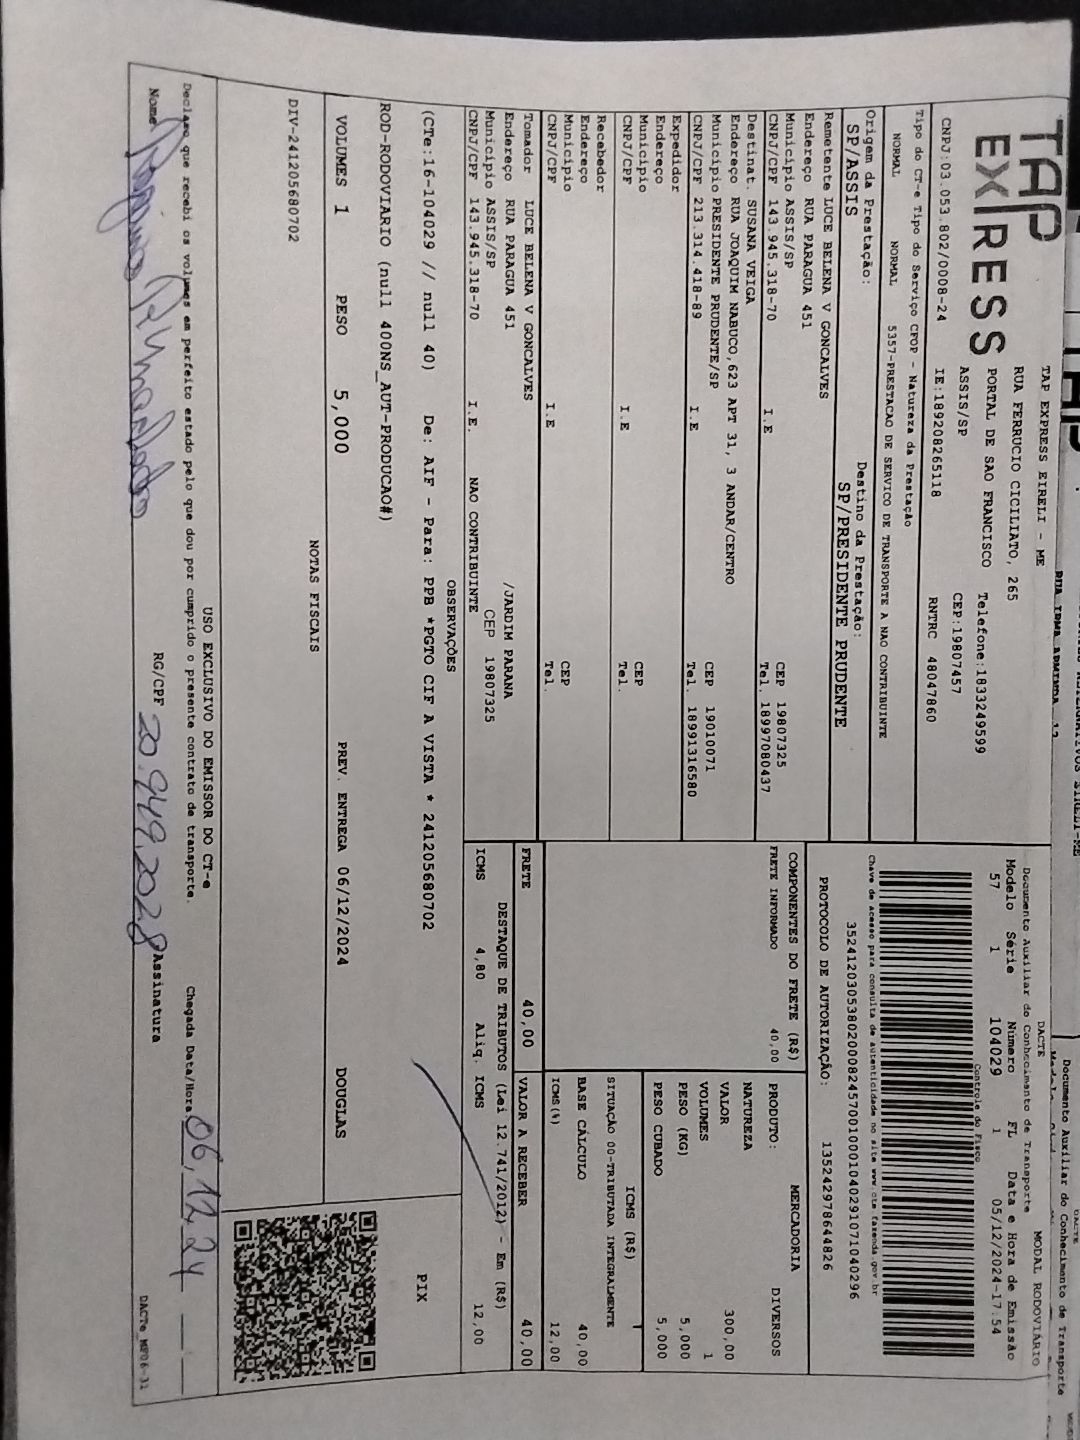 TAP EXPRESS
TAP EXPRESS EIRELI - ME
RUA FERRUCIO CICILIATO, 265
PORTAL DE SAO FRANCISCO Telefone:1833249599
ASSIS/SP CEP:19807457
CNPJ:03.053.802/0008-24 IE:189208265118 RNTRC 48047860
Documento Auxiliar do Conhecimento de Transporte
DACTE MODAL RODOVIÁRIO
Documento Auxiliar do Conhecimento de Transporte
Modelo Série Número FL Data e Hora de Emissão
57 1 104029 1 05/12/2024-17:54
Controle do Fisco
Chave de acesso para consulta de autenticidade no site www.cte.fazenda.gov.br
35241203053802000824570010001040291071040296
PROTOCOLO DE AUTORIZAÇÃO: 135242978644826
Tipo do CT-e Tipo do Serviço CFOP - Natureza da Prestação
NORMAL NORMAL 5357-PRESTACAO DE SERVICO DE TRANSPORTE A NAO CONTRIBUINTE
Origem da Prestação: Destino da Prestação:
SP/ASSIS SP/PRESIDENTE PRUDENTE
Remetente LUCE BELENA V GONCALVES
Endereço RUA PARAGUA 451
Município ASSIS/SP CEP 19807325
CNPJ/CPF 143.945.318-70 I.E Tel. 18997080437
Destinat. SUSANA VEIGA
Endereço RUA JOAQUIM NABUCO,623 APT 31, 3 ANDAR/CENTRO
Município PRESIDENTE PRUDENTE/SP CEP 19010071
CNPJ/CPF 213.314.418-89 I.E Tel. 18991316580
Expedidor
Endereço
Município CEP
CNPJ/CPF I.E Tel.
Recebedor
Endereço
Município CEP
CNPJ/CPF I.E Tel.
Tomador LUCE BELENA V GONCALVES
Endereço RUA PARAGUA 451 /JARDIM PARANA
Município ASSIS/SP CEP 19807325
CNPJ/CPF 143.945.318-70 I.E. NAO CONTRIBUINTE
COMPONENTES DO FRETE (R$)
FRETE INFORMADO 40,00
FRETE 40,00
MERCADORIA
PRODUTO: DIVERSOS
NATUREZA
VALOR 300,00
VOLUMES 1
PESO (KG) 5,000
PESO CUBADO 5,000
ICMS (R$)
SITUAÇÃO 00-TRIBUTADA INTEGRALMENTE
BASE CÁLCULO 40,00
ICMS(%) 12,00
VALOR A RECEBER 40,00
DESTAQUE DE TRIBUTOS (Lei 12.741/2012) - Em (R$)
ICMS 4,80 Aliq. ICMS 12,00
OBSERVAÇÕES
(CTe:16-104029 // null 40) De: AIF - Para: PPB *PGTO CIF A VISTA * 241205680702
ROD-RODOVIARIO (null 400NS_AUT-PRODUCAO#)
PIX
VOLUMES 1 PESO 5,000 PREV. ENTREGA 06/12/2024 DOUGLAS
NOTAS FISCAIS
DIV-241205680702
USO EXCLUSIVO DO EMISSOR DO CT-e
Declaro que recebi os volumes em perfeito estado pelo que dou por cumprido o presente contrato de transporte. Chegada Data/Hora 06,12,24
Nome RG/CPF 20.949.2028 Assinatura
DACTe_MP06-31